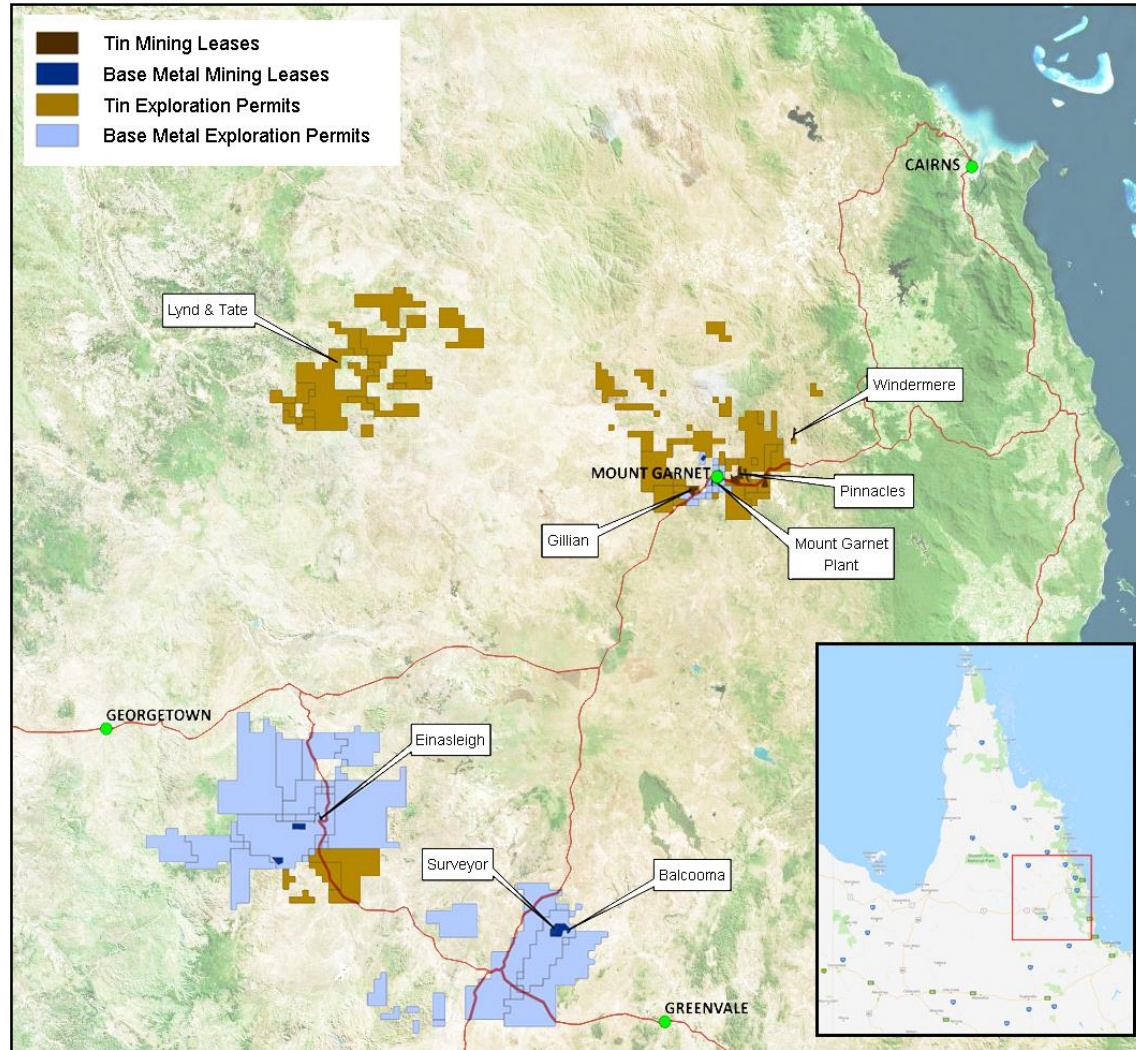 Tin Mining Leases
Base Metal Mining Leases
Tin Exploration Permits
Base Metal Exploration Permits
CAIRNS
Lynd & Tate
Windermere
MOUNT GARNET
Pinnacles
Gillian
Mount Garnet
Plant
GEORGETOWN
Einasleigh
Surveyor
Balcooma
GREENVALE